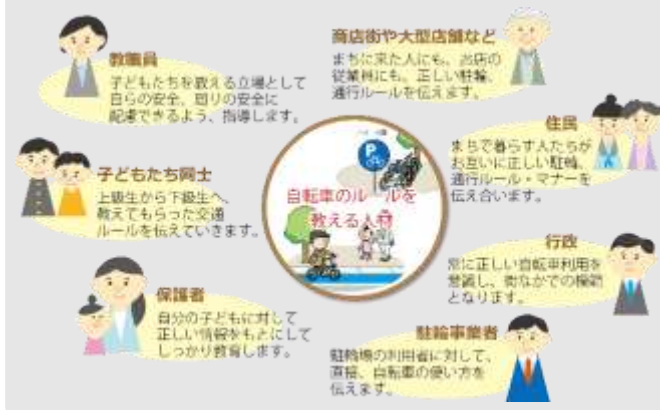 教職員
子どもたちを教える立場として
自らの安全、周りの安全に
配慮できるよう、指導します。
子どもたち同士
上級生から下級生へ、
教えてもらった交通
ルールを伝えていきます。
保護者
自分の子どもに対して
正しい情報をもとにして
しっかり教育します。
自転車のルールを
教える人材
商店街や大型店舗など
まちに来た人にも、お店の
従業員にも、正しい駐輪、
通行ルールを伝えます。
住民
まちで暮らす人たちが
お互いに正しい駐輪、
通行ルール・マナーを
伝え合います。
行政
常に正しい自転車利用を
意識し、街なかでの模範
となります。
駐輪事業者
駐輪場の利用者に対して、
直接、自転車の使い方を
伝えます。
P